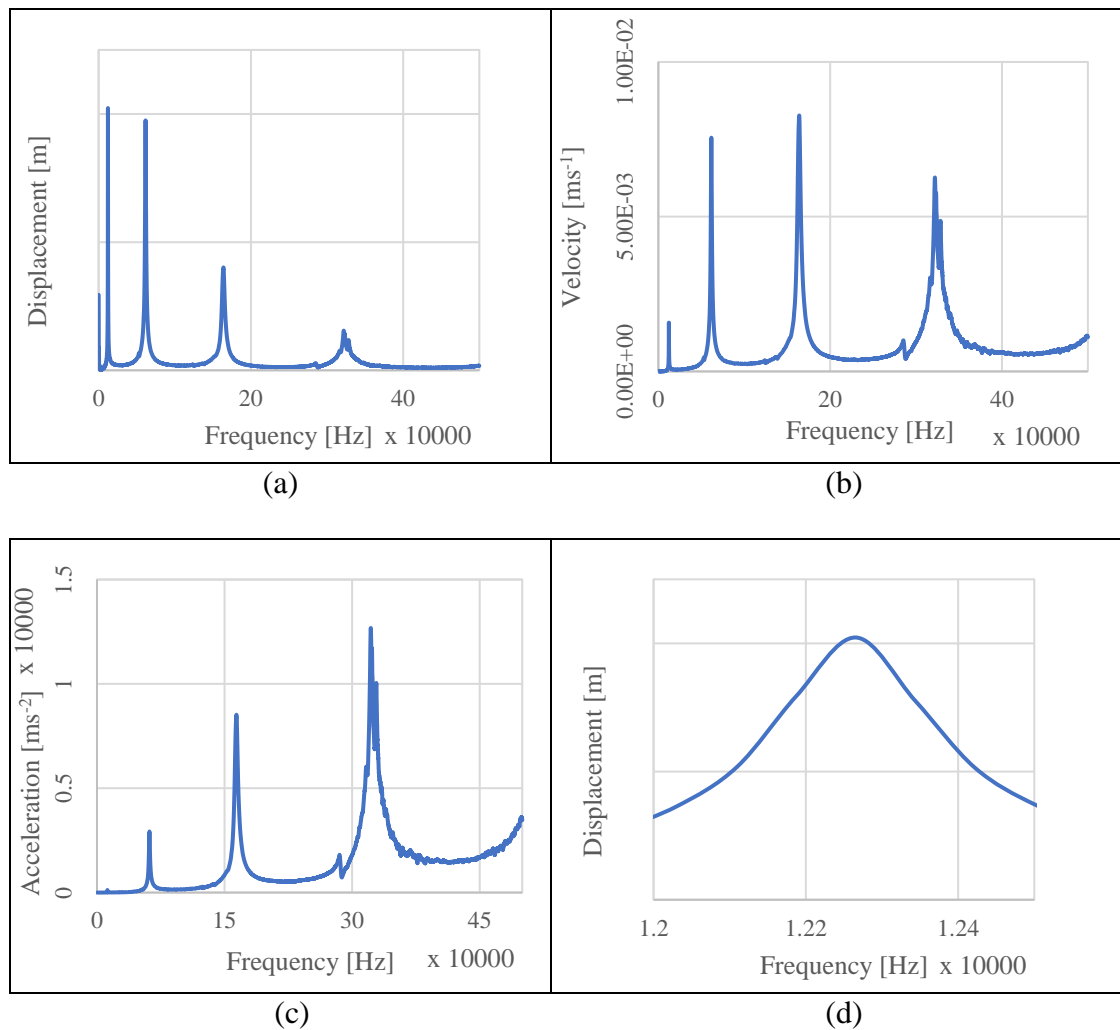 Displacement [m]
0 20 40
Frequency [Hz] x 10000
(a)
Velocity [ms-1]
1.00E-02
5.00E-03
0.00E+00
0 20 40
Frequency [Hz] x 10000
(b)
Acceleration [ms-2]
x 10000
1.5
1
0.5
0
0 15 30 45
Frequency [Hz] x 10000
(c)
Displacement [m]
1.2 1.22 1.24
Frequency [Hz] x 10000
(d)